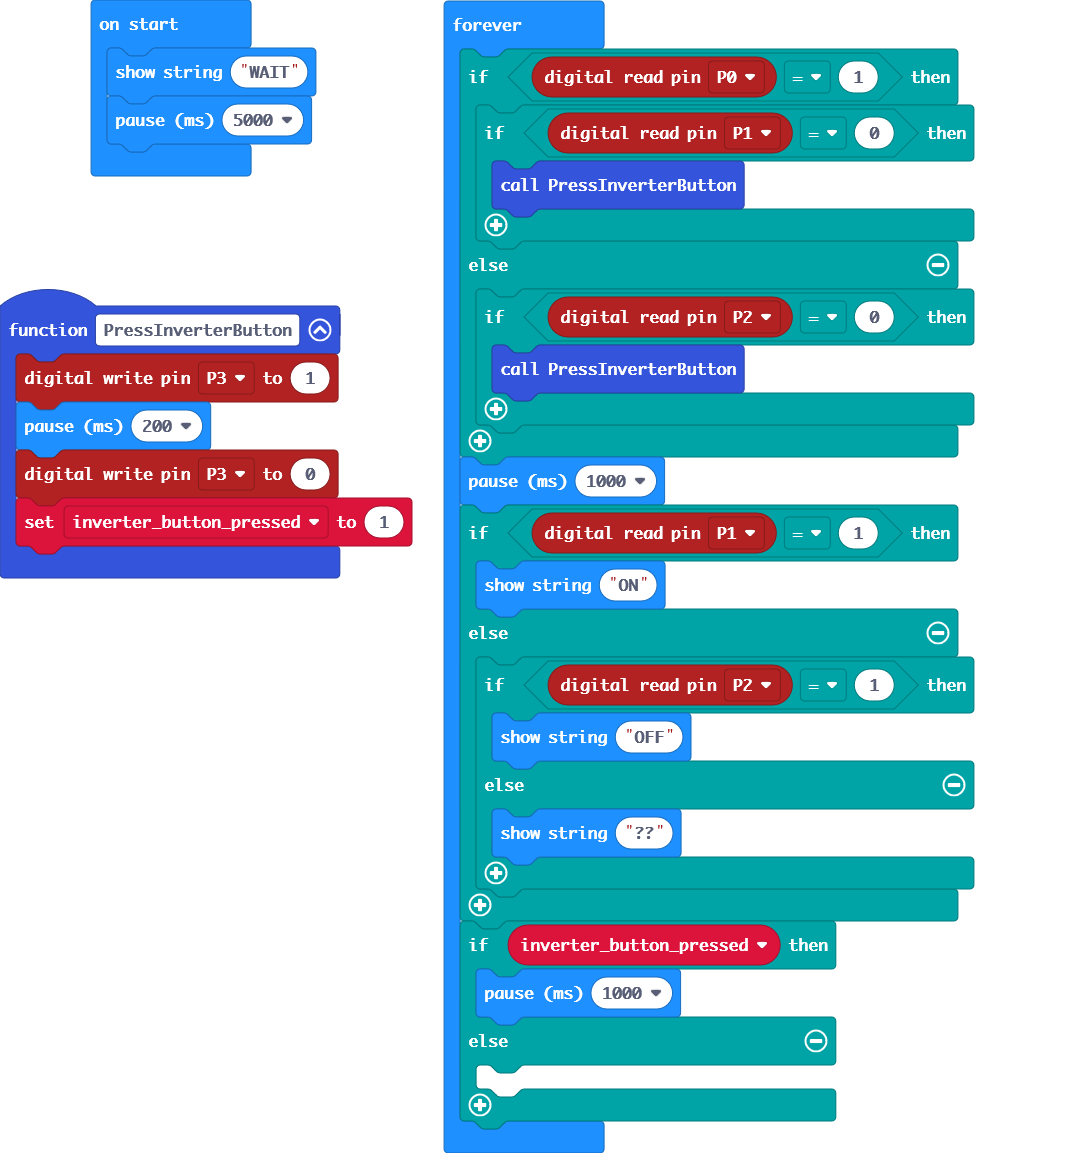 on start
show string "WAIT"
pause (ms) 5000
function PressInverterButton
digital write pin P3 to 1
pause (ms) 200
digital write pin P3 to 0
set inverter_button_pressed to 1
forever
if digital read pin P0 = 1 then
if digital read pin P1 = 0 then
call PressInverterButton
else
if digital read pin P2 = 0 then
call PressInverterButton
pause (ms) 1000
if digital read pin P1 = 1 then
show string "ON"
else
if digital read pin P2 = 1 then
show string "OFF"
else
show string "??"
if inverter_button_pressed then
pause (ms) 1000
else